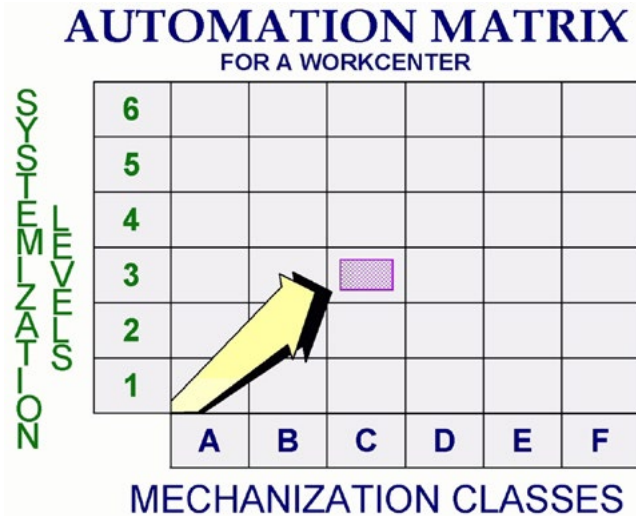 AUTOMATION MATRIX
FOR A WORKCENTER
SYSTEMIZATION
LEVELS
6
5
4
3
2
1
A B C D E F
MECHANIZATION CLASSES